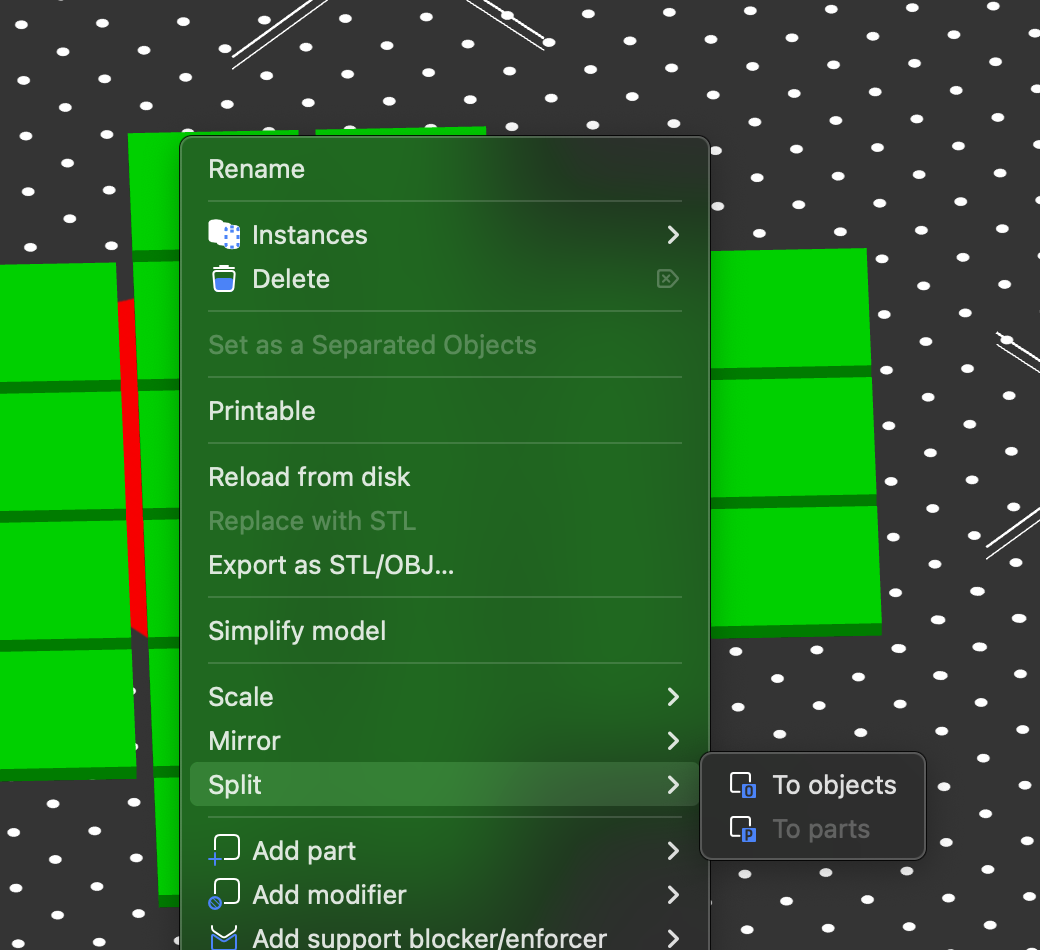 Rename
Instances
Delete
Set as a Separated Objects
Printable
Reload from disk
Replace with STL
Export as STL/OBJ...
Simplify model
Scale
Mirror
Split
To objects
To parts
Add part
Add modifier
Add support blocker/enforcer